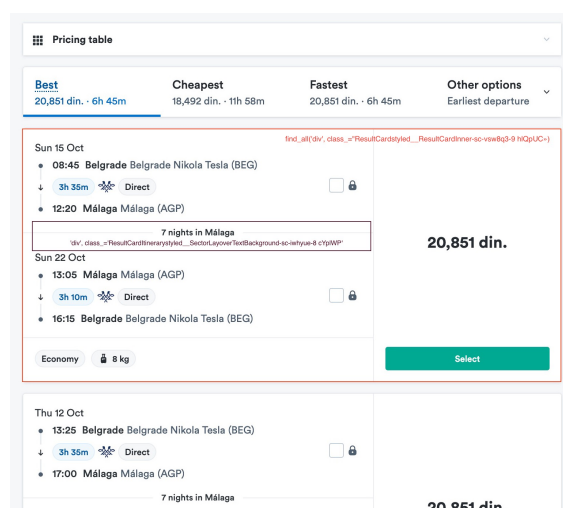 Pricing table
Best Cheapest Fastest Other options
20,851 din. · 6h 45m 18,492 din. · 11h 58m 20,851 din. · 6h 45m Earliest departure
find_all('div', class_="ResultCardstyled__ResultCardInner-sc-vsw8q3-9 hlQpUC»)
Sun 15 Oct
08:45 Belgrade Belgrade Nikola Tesla (BEG)
3h 35m Direct
12:20 Málaga Málaga (AGP)
7 nights in Málaga
'div', class_='ResultCardItinerarystyled__SectorLayoverTextBackground-sc-iwhyue-8 cYpIWP'
20,851 din.
Sun 22 Oct
13:05 Málaga Málaga (AGP)
3h 10m Direct
16:15 Belgrade Belgrade Nikola Tesla (BEG)
Economy 8 kg Select
Thu 12 Oct
13:25 Belgrade Belgrade Nikola Tesla (BEG)
3h 35m Direct
17:00 Málaga Málaga (AGP)
7 nights in Málaga
20,851 din.